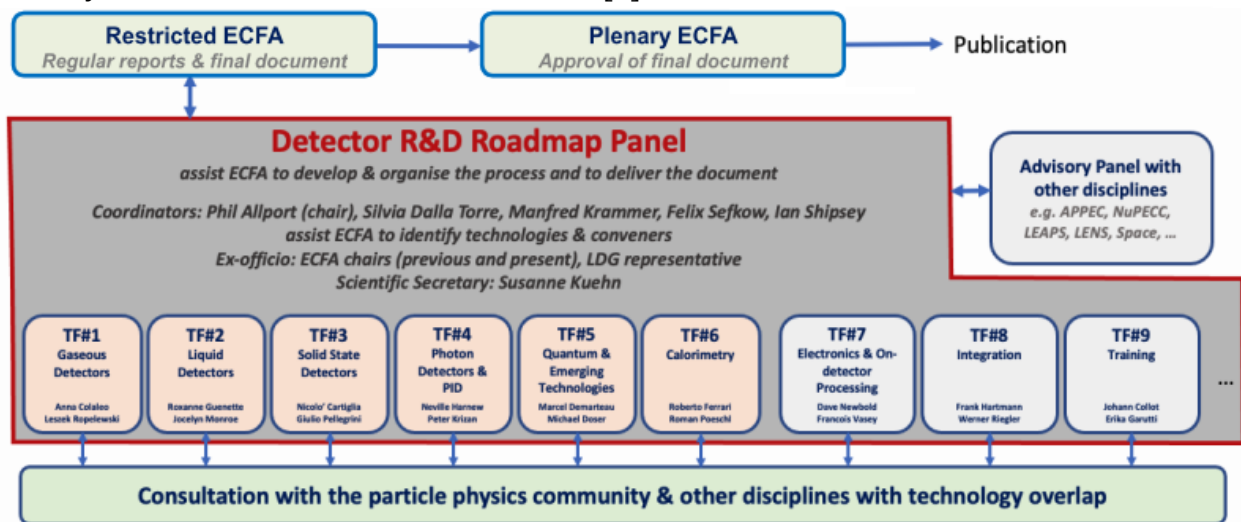 Restricted ECFA
Regular reports & final document
Plenary ECFA
Approval of final document
Publication
Detector R&D Roadmap Panel
assist ECFA to develop & organise the process and to deliver the document
Coordinators: Phil Allport (chair), Silvia Dalla Torre, Manfred Krammer, Felix Sefkow, Ian Shipsey
assist ECFA to identify technologies & conveners
Ex-officio: ECFA chairs (previous and present), LDG representative
Scientific Secretary: Susanne Kuehn
Advisory Panel with
other disciplines
e.g. APPEC, NuPECC,
LEAPS, LENS, Space, ...
TF#1
Gaseous
Detectors
Anna Colaleo
Leszek Ropelewski
TF#2
Liquid
Detectors
Roxanne Guenette
Jocelyn Monroe
TF#3
Solid State
Detectors
Nicolo' Cartiglia
Giulio Pellegrini
TF#4
Photon
Detectors &
PID
Neville Harnew
Peter Krizan
TF#5
Quantum &
Emerging
Technologies
Marcel Demarteau
Michael Doser
TF#6
Calorimetry
Roberto Ferrari
Roman Poeschl
TF#7
Electronics & On-
detector
Processing
Dave Newbold
Francois Vasey
TF#8
Integration
Frank Hartmann
Werner Riegler
TF#9
Training
Johann Collot
Erika Garutti
...
Consultation with the particle physics community & other disciplines with technology overlap